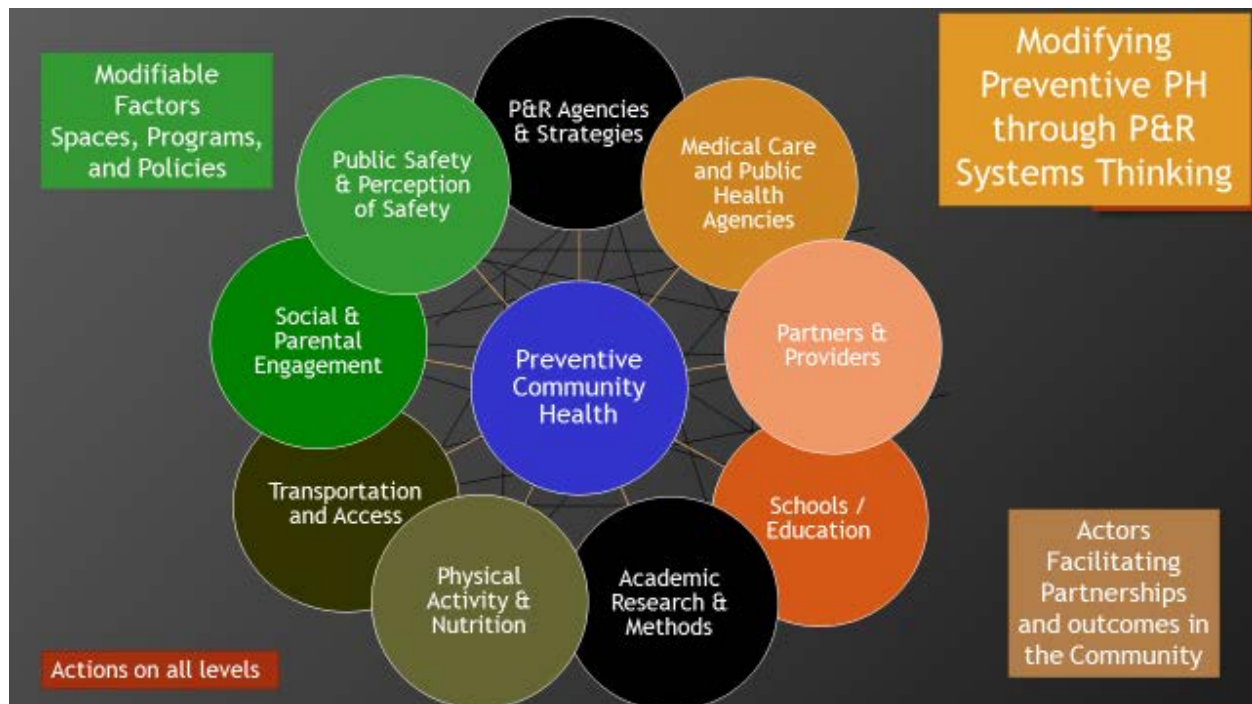 Modifiable
Factors
Spaces, Programs,
and Policies
Modifying
Preventive PH
through P&R
Systems Thinking
P&R Agencies
& Strategies
Medical Care
and Public
Health
Agencies
Partners &
Providers
Schools /
Education
Academic
Research &
Methods
Physical
Activity &
Nutrition
Transportation
and Access
Social &
Parental
Engagement
Public Safety
& Perception
of Safety
Preventive
Community
Health
Actions on all levels
Actors
Facilitating
Partnerships
and outcomes in
the Community